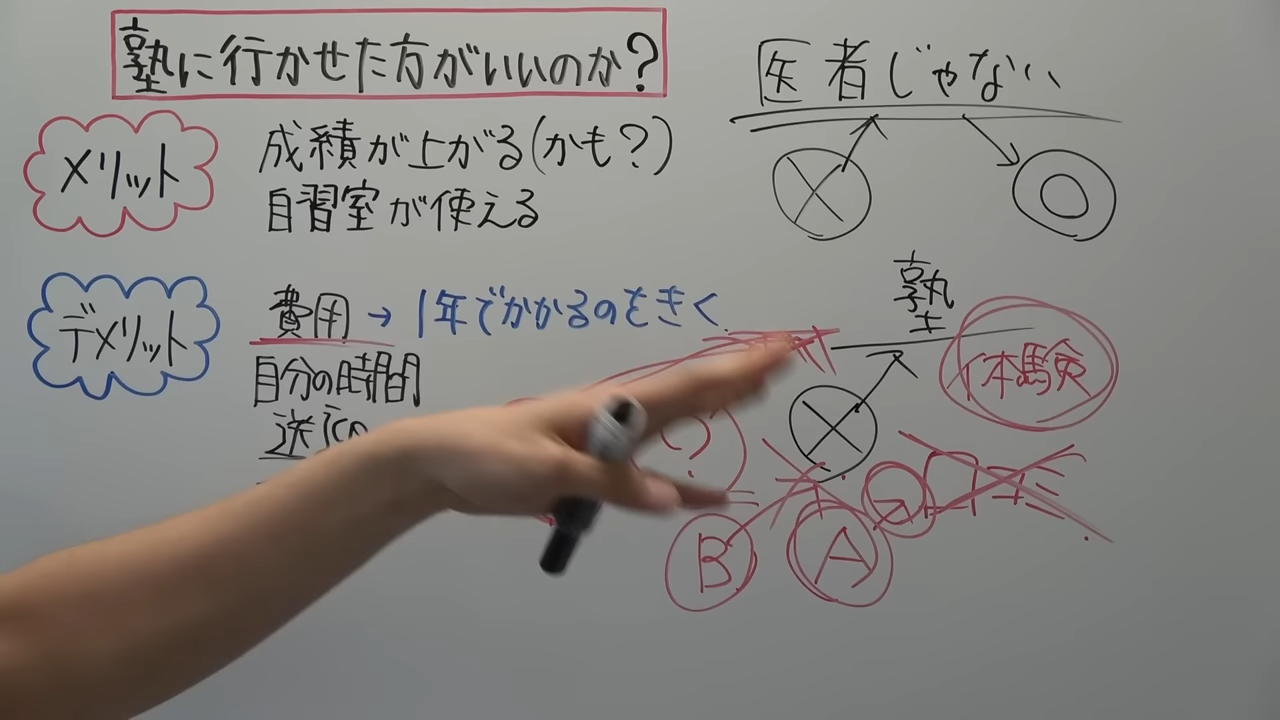 塾に行かせた方がいいのか?
メリット
成績が上がる(かも?)
自習室が使える
デメリット
費用→1年でかかるのをきく
自分の時間
送
医者じゃない
塾
体験
?
B
A